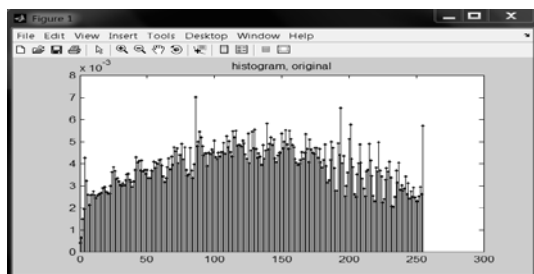 Figure 1
File Edit View Insert Tools Desktop Window Help
x 10⁻³
histogram, original
8
7
6
5
4
3
2
1
0
0 50 100 150 200 250 300